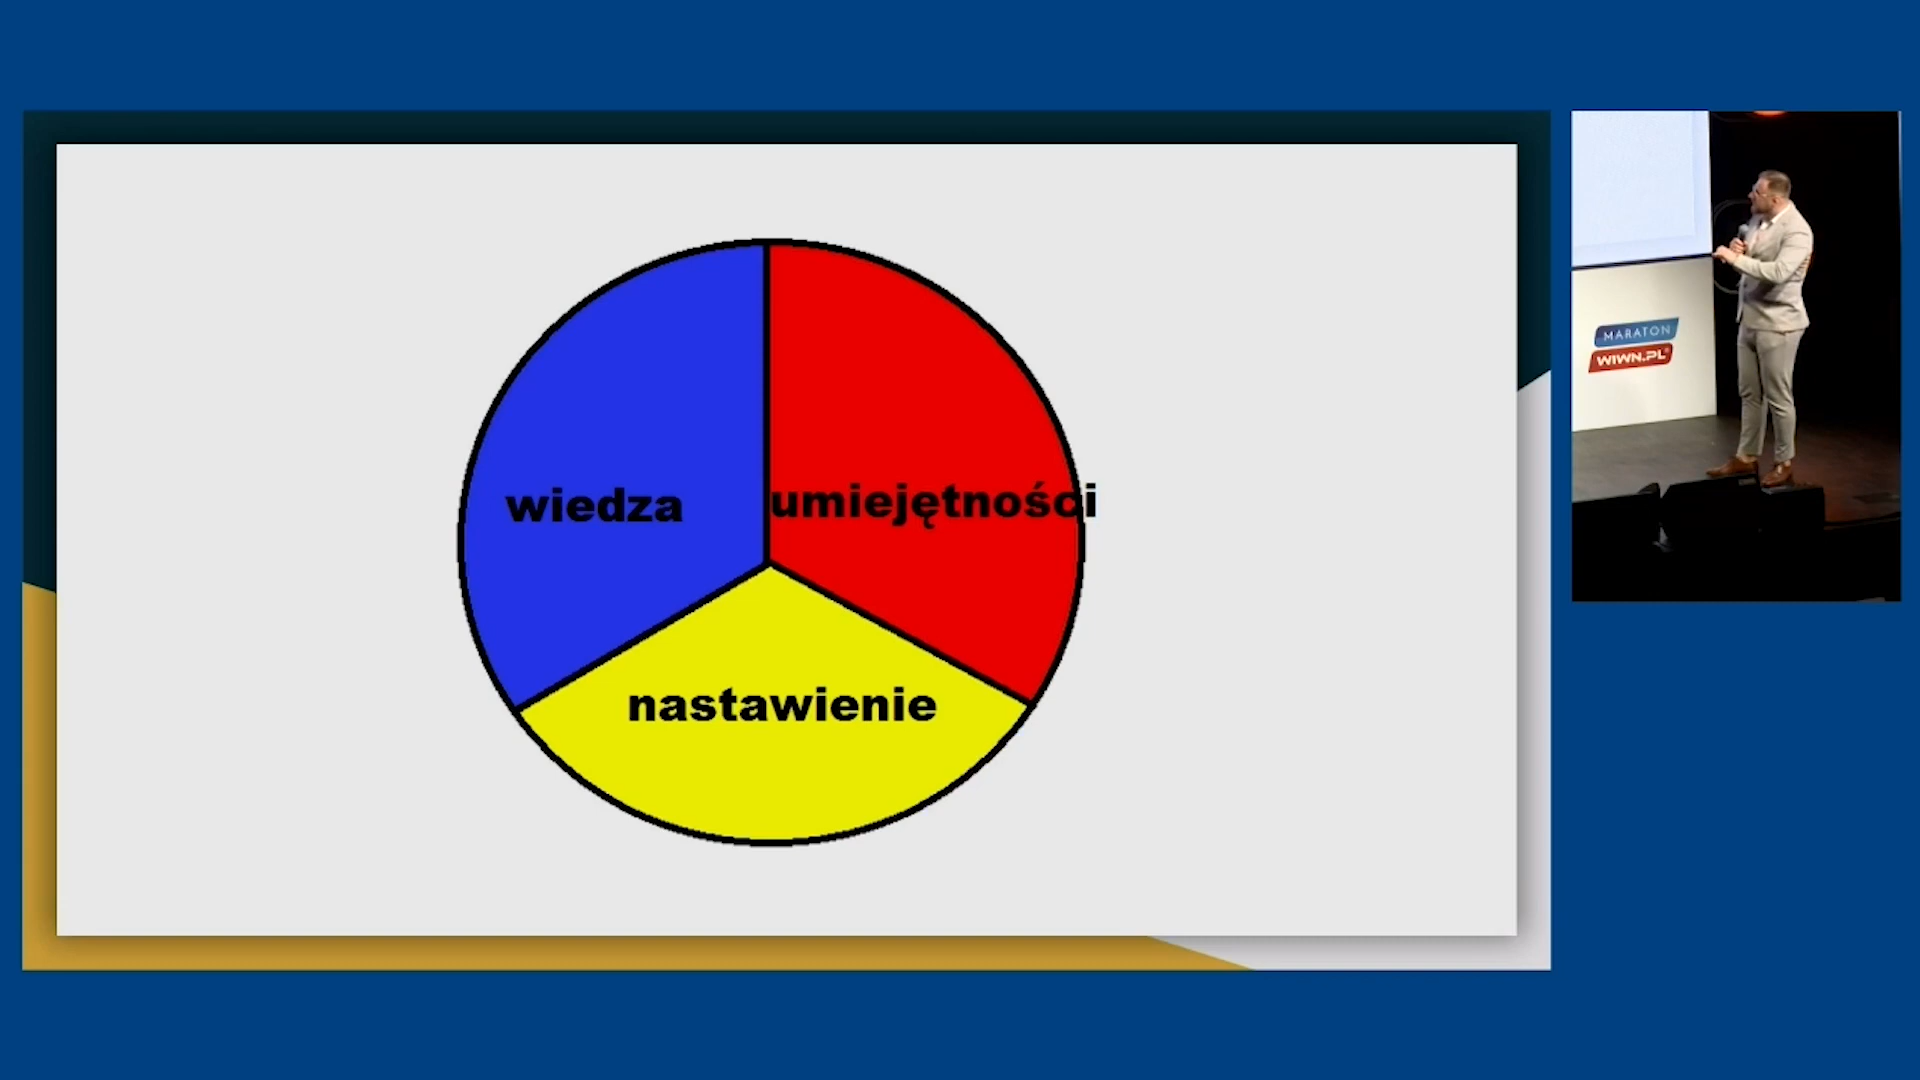 wiedza
umiejętności
nastawienie
MARATON
WIWN.PL